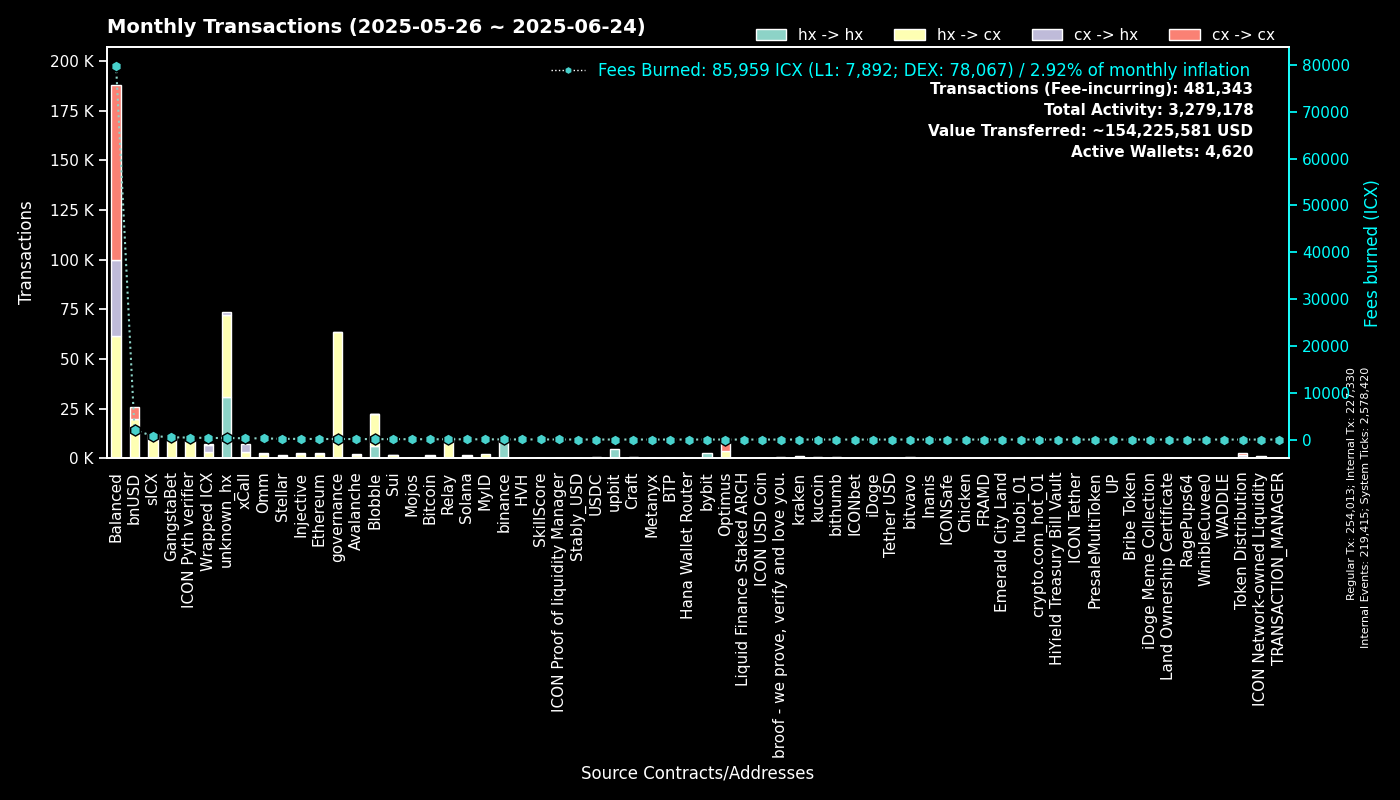 Monthly Transactions (2025-05-26 ~ 2025-06-24)
hx -> hx
hx -> cx
cx -> hx
cx -> cx
Fees Burned: 85,959 ICX (L1: 7,892; DEX: 78,067) / 2.92% of monthly inflation
Transactions (Fee-incurring): 481,343
Total Activity: 3,279,178
Value Transferred: ~154,225,581 USD
Active Wallets: 4,620
Transactions
200 K
175 K
150 K
125 K
100 K
75 K
50 K
25 K
0 K
80000
70000
60000
50000
40000
30000
20000
10000
0
Fees burned (ICX)
Regular Tx: 254,013; Internal Tx: 227,330
Internal Events: 219,415; System Ticks: 2,578,420
Balanced
bnUSD
sICX
GangstaBet
ICON Pyth verifier
Wrapped ICX
unknown_hx
xCall
Omm
Stellar
Injective
Ethereum
governance
Avalanche
Blobble
Sui
Mojos
Bitcoin
Relay
Solana
MyID
binance
HVH
SkillScore
ICON Proof of liquidity Manager
Stably_USD
USDC
upbit
Craft
Metanyx
BTP
Hana Wallet Router
bybit
Optimus
Liquid Finance Staked ARCH
ICON USD Coin
broof - we prove, verify and love you.
kraken
kucoin
bithumb
ICONbet
iDoge
Tether USD
bitvavo
Inanis
ICONSafe
Chicken
FRAMD
Emerald City Land
huobi_01
crypto.com_hot_01
HiYield Treasury Bill Vault
ICON Tether
PresaleMultiToken
UP
Bribe Token
iDoge Meme Collection
Land Ownership Certificate
RagePups64
WinibleCuvee0
WADDLE
Token Distribution
ICON Network-owned Liquidity
TRANSACTION_MANAGER
Source Contracts/Addresses